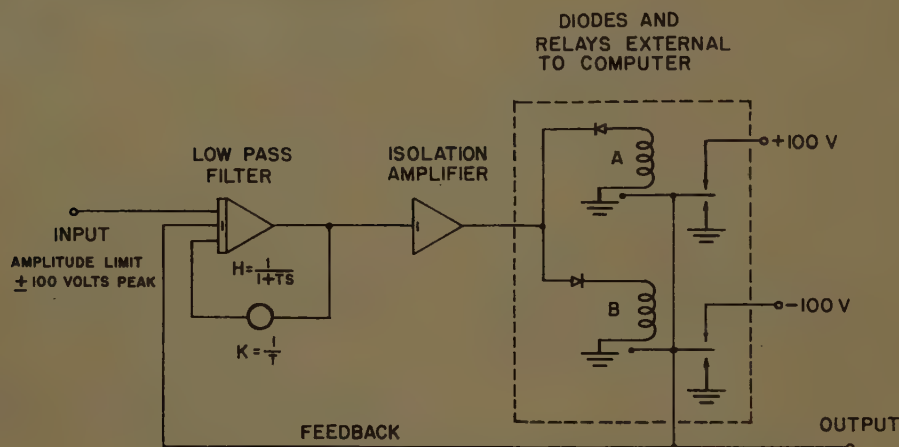 DIODES AND
RELAYS EXTERNAL
TO COMPUTER
LOW PASS
FILTER
ISOLATION
AMPLIFIER
A
+100 V
INPUT
AMPLITUDE LIMIT
± 100 VOLTS PEAK
H=1/1+TS
K=1/T
B
-100 V
FEEDBACK
OUTPUT